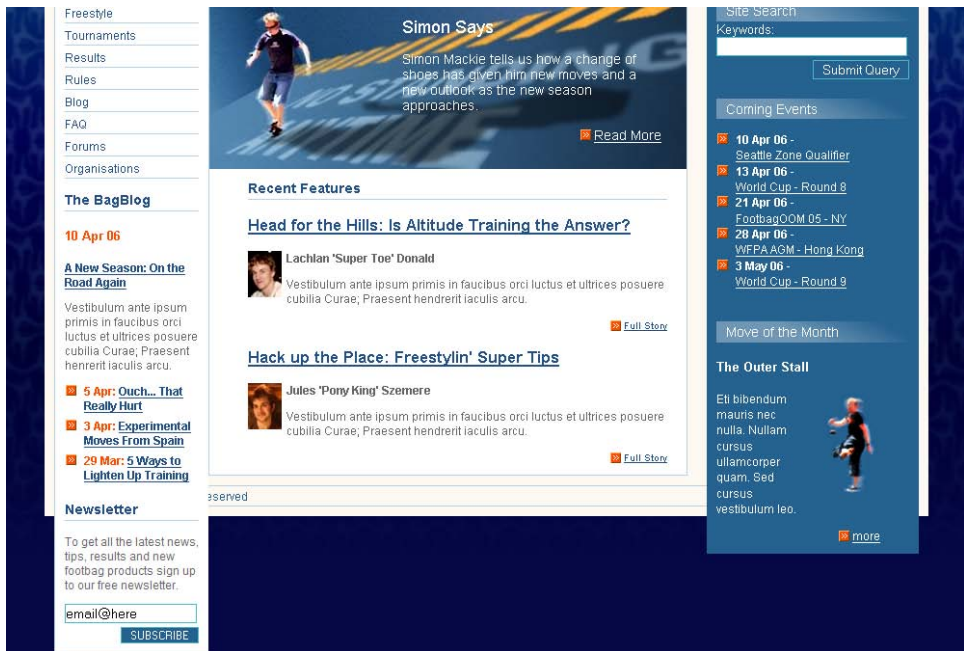 Freestyle
Tournaments
Results
Rules
Blog
FAQ
Forums
Organisations
The BagBlog
10 Apr 06
A New Season: On the
Road Again
Vestibulum ante ipsum
primis in faucibus orci
luctus et ultrices posuere
cubilia Curae; Praesent
henrerit iaculis arcu.
5 Apr: Ouch... That
Really Hurt
3 Apr: Experimental
Moves From Spain
29 Mar: 5 Ways to
Lighten Up Training
Newsletter
To get all the latest news,
tips, results and new
footbag products sign up
to our free newsletter.
email@here
SUBSCRIBE
Simon Says
Simon Mackie tells us how a change of
shoes has given him new moves and a
new outlook as the new season
approaches.
Read More
NO STANDING
ANYTIME
Recent Features
Head for the Hills: Is Altitude Training the Answer?
Lachlan 'Super Toe' Donald
Vestibulum ante ipsum primis in faucibus orci luctus et ultrices posuere
cubilia Curae; Praesent hendrerit iaculis arcu.
Full Story
Hack up the Place: Freestylin' Super Tips
Jules 'Pony King' Szemere
Vestibulum ante ipsum primis in faucibus orci luctus et ultrices posuere
cubilia Curae; Praesent hendrerit iaculis arcu.
Full Story
eserved
Site Search
Keywords:
Submit Query
Coming Events
10 Apr 06 -
Seattle Zone Qualifier
13 Apr 06 -
World Cup - Round 8
21 Apr 06 -
FootbagOOM 05 - NY
28 Apr 06 -
WFPA AGM - Hong Kong
3 May 06 -
World Cup - Round 9
Move of the Month
The Outer Stall
Eti bibendum
mauris nec
nulla. Nullam
cursus
ullamcorper
quam. Sed
cursus
vestibulum leo.
more